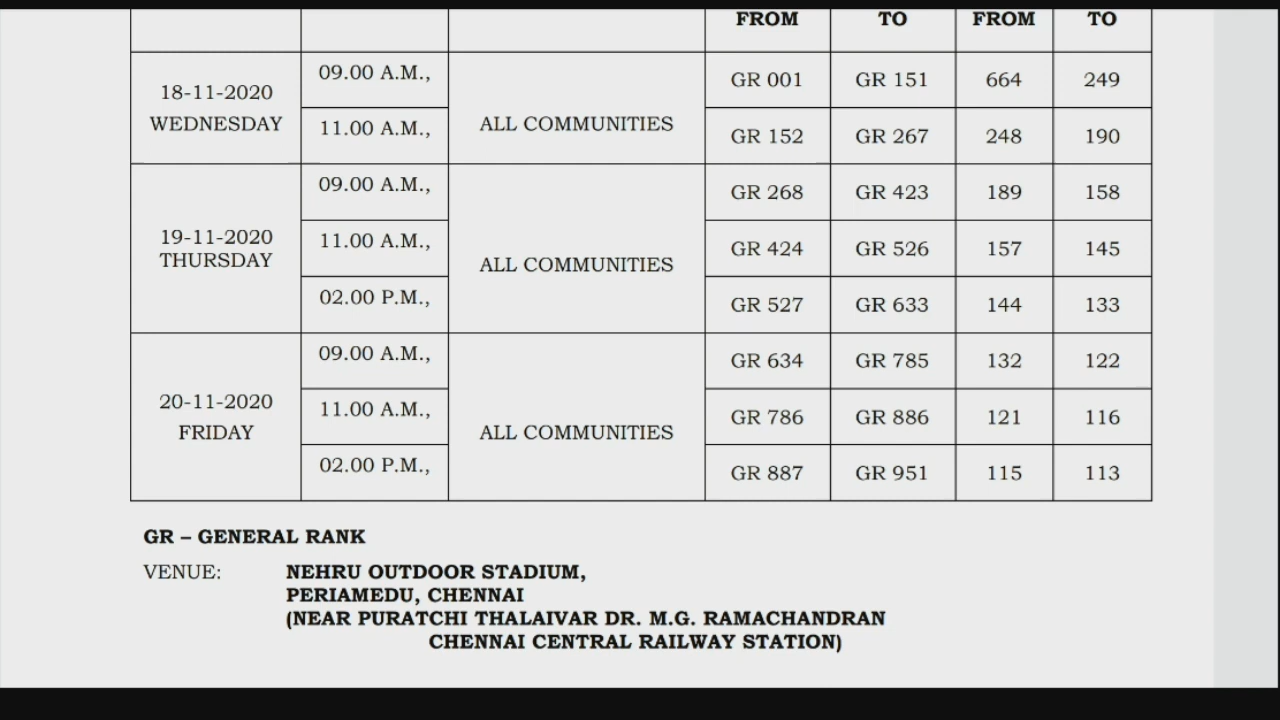 FROM TO FROM TO
18-11-2020 WEDNESDAY 09.00 A.M., ALL COMMUNITIES GR 001 GR 151 664 249
11.00 A.M., GR 152 GR 267 248 190
19-11-2020 THURSDAY 09.00 A.M., ALL COMMUNITIES GR 268 GR 423 189 158
11.00 A.M., GR 424 GR 526 157 145
02.00 P.M., GR 527 GR 633 144 133
20-11-2020 FRIDAY 09.00 A.M., ALL COMMUNITIES GR 634 GR 785 132 122
11.00 A.M., GR 786 GR 886 121 116
02.00 P.M., GR 887 GR 951 115 113
GR – GENERAL RANK
VENUE: NEHRU OUTDOOR STADIUM,
PERIAMEDU, CHENNAI
(NEAR PURATCHI THALAIVAR DR. M.G. RAMACHANDRAN
CHENNAI CENTRAL RAILWAY STATION)